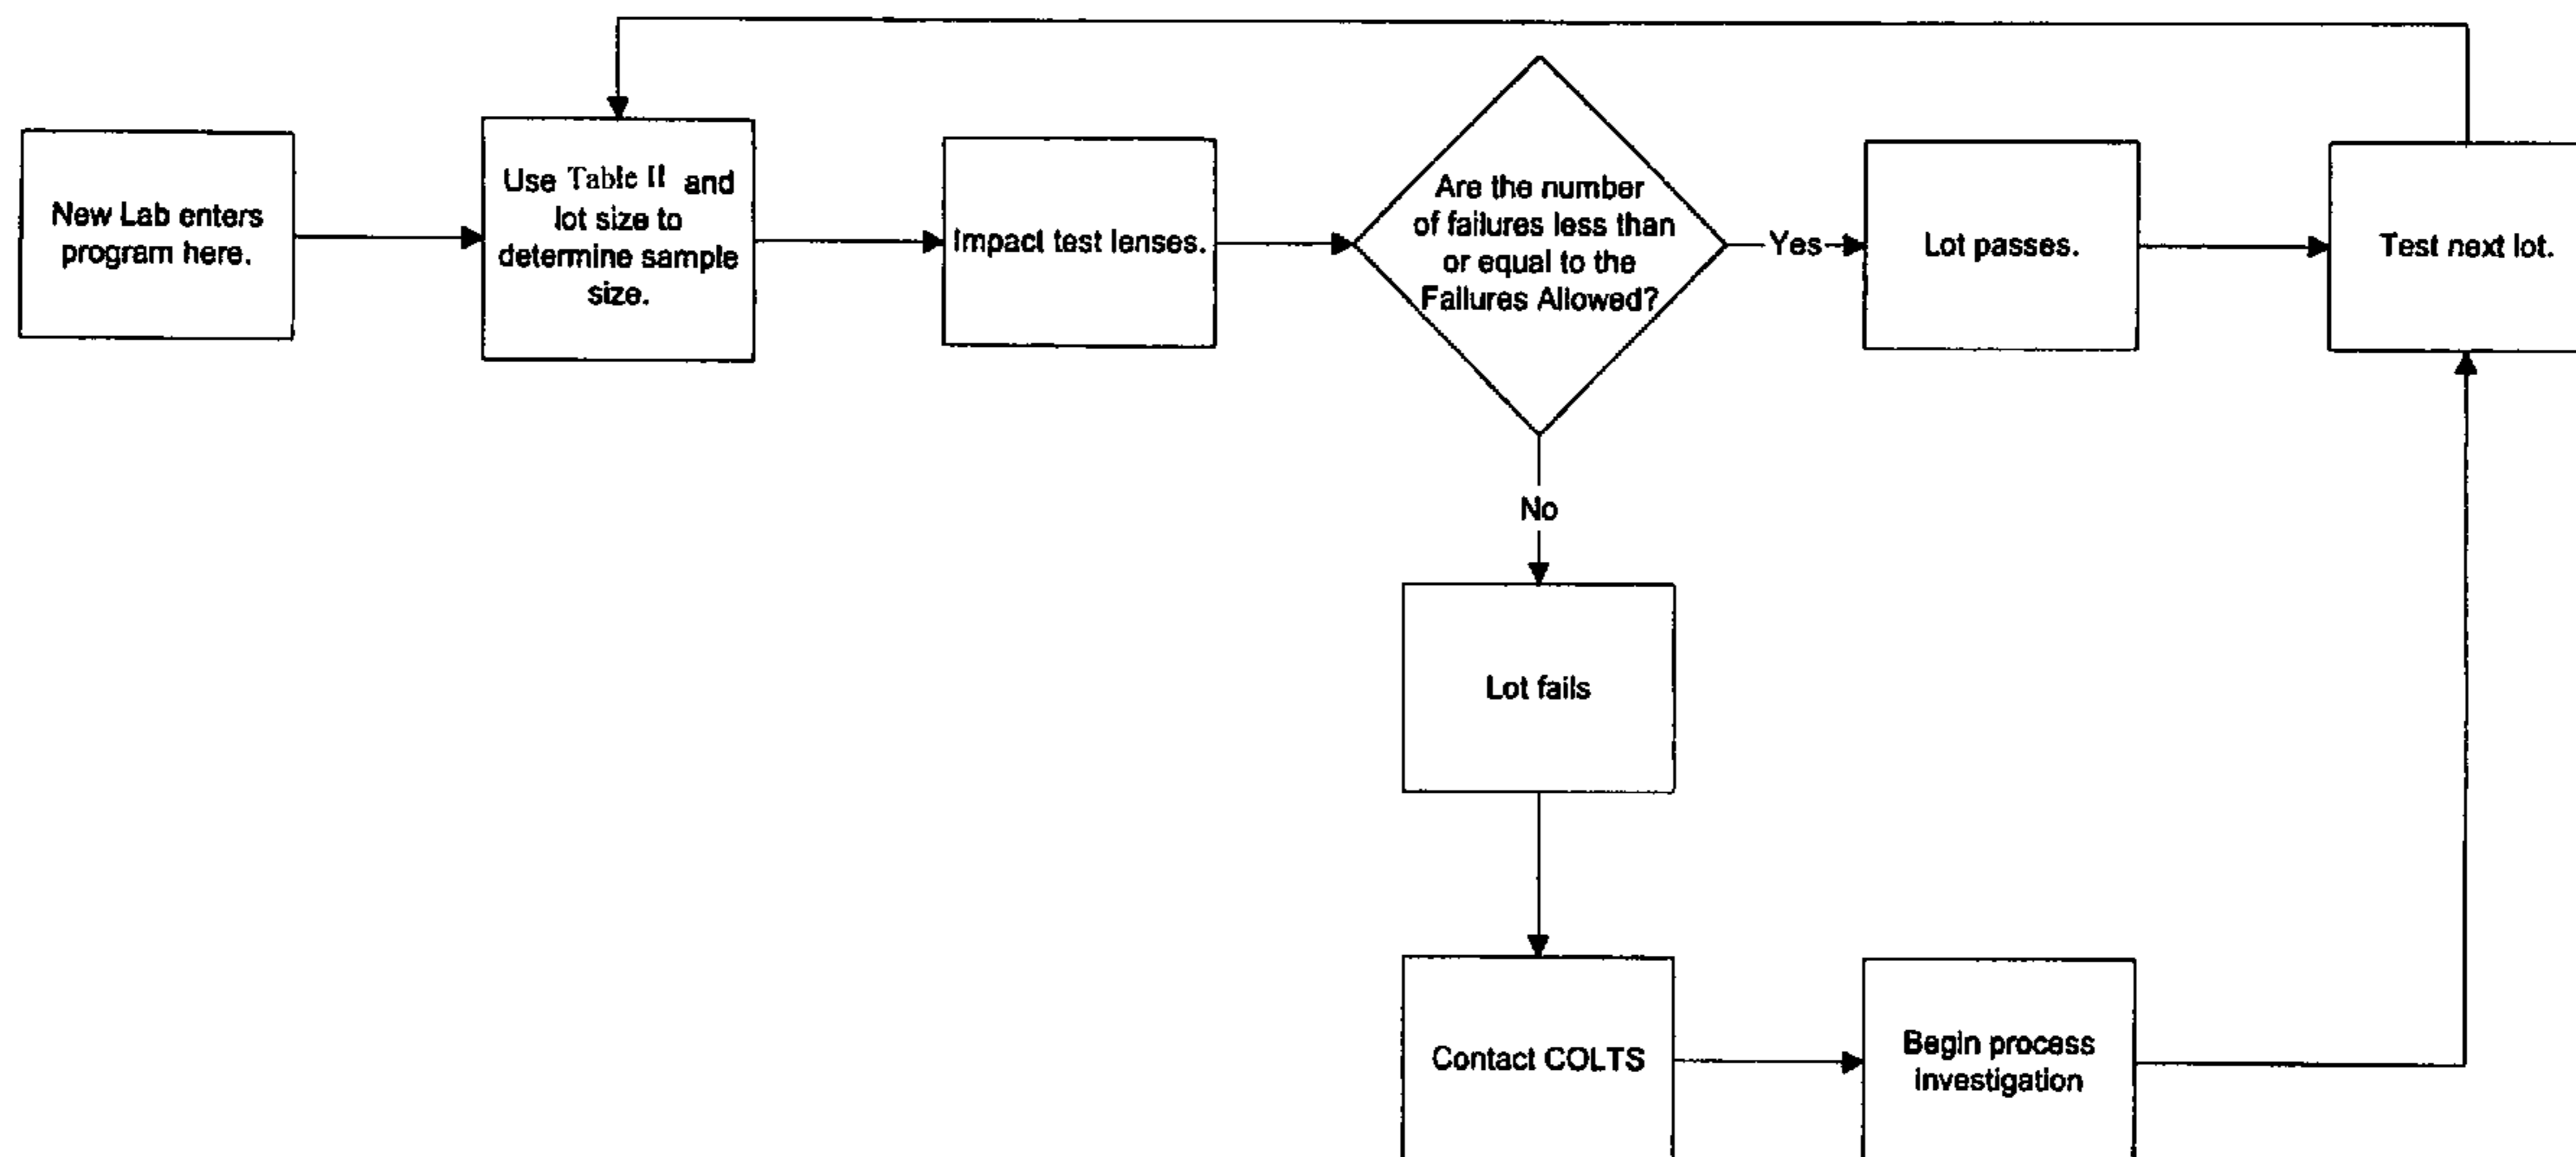 New Lab enters
program here.
Use Table II and
lot size to
determine sample
size.
Impact test lenses.
Are the number
of failures less than
or equal to the
Failures Allowed?
Yes
Lot passes.
Test next lot.
No
Lot fails
Contact COLTS
Begin process
investigation